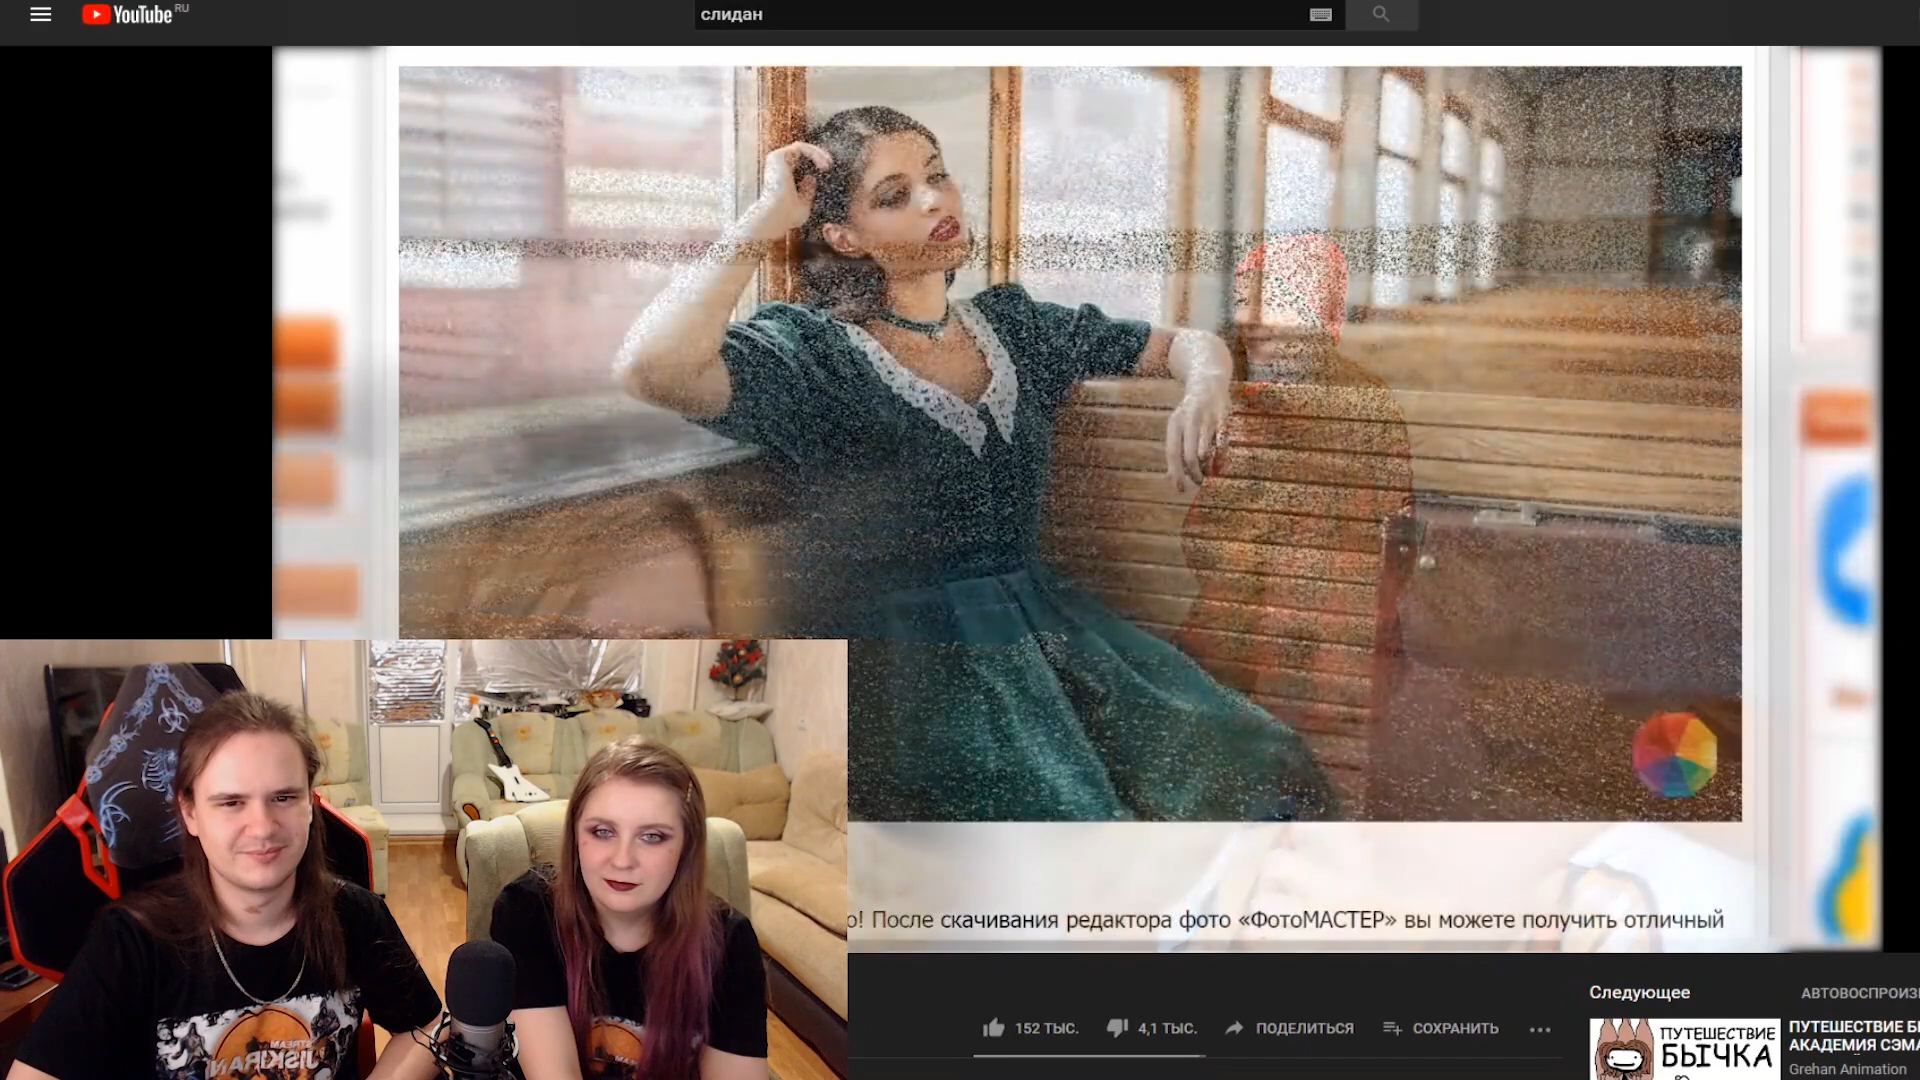 YouTube RU
слидан
о! После скачивания редактора фото «ФотоМАСТЕР» вы можете получить отличный
152 ТЫС.
4,1 ТЫС.
ПОДЕЛИТЬСЯ
СОХРАНИТЬ
Следующее
АВТОВОСПРОИЗ
ПУТЕШЕСТВИЕ
БЫЧКА
ПУТЕШЕСТВИЕ БЫ
АКАДЕМИЯ СЭМА
Grehan Animation